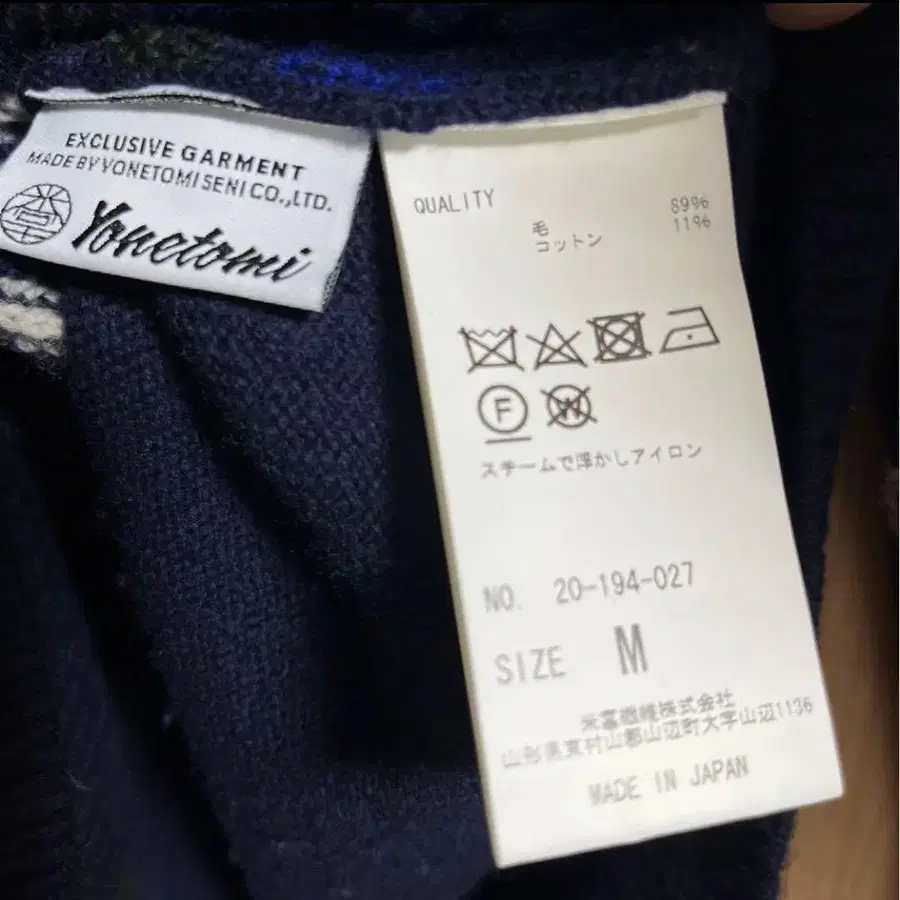 EXCLUSIVE GARMENT
MADE BY YONETOMI SENI CO.,LTD.
Yonetomi
QUALITY
毛 89%
コットン 11%
F
W
スチームで浮かしアイロン
NO. 20-194-027
SIZE M
米富繊維株式会社
山形県東村山郡山辺町大字山辺1136
MADE IN JAPAN